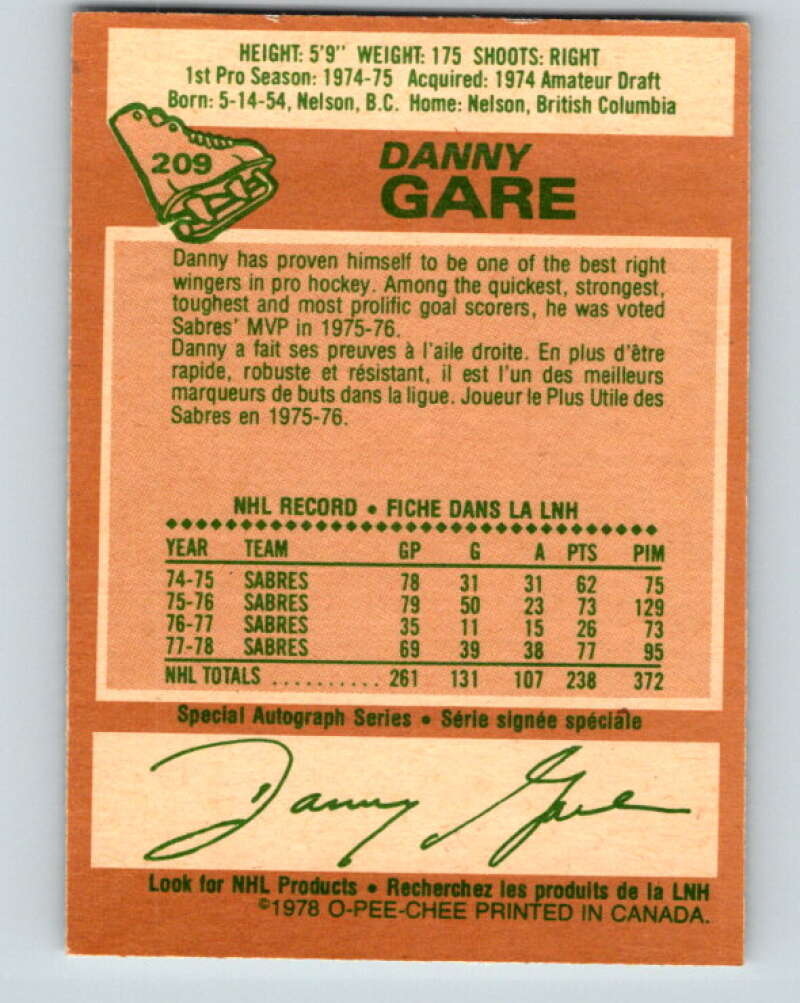 HEIGHT: 5'9" WEIGHT: 175 SHOOTS: RIGHT
1st Pro Season: 1974-75 Acquired: 1974 Amateur Draft
Born: 5-14-54, Nelson, B.C. Home: Nelson, British Columbia
209
DANNY
GARE
Danny has proven himself to be one of the best right
wingers in pro hockey. Among the quickest, strongest,
toughest and most prolific goal scorers, he was voted
Sabres' MVP in 1975-76.
Danny a fait ses preuves à l'aile droite. En plus d'être
rapide, robuste et résistant, il est l'un des meilleurs
marqueurs de buts dans la ligue. Joueur le Plus Utile des
Sabres en 1975-76.
NHL RECORD • FICHE DANS LA LNH
YEAR TEAM GP G A PTS PIM
74-75 SABRES 78 31 31 62 75
75-76 SABRES 79 50 23 73 129
76-77 SABRES 35 11 15 26 73
77-78 SABRES 69 39 38 77 95
NHL TOTALS .......... 261 131 107 238 372
Special Autograph Series • Série signée spéciale
Danny Gare
Look for NHL Products • Recherchez les produits de la LNH
©1978 O-PEE-CHEE PRINTED IN CANADA.